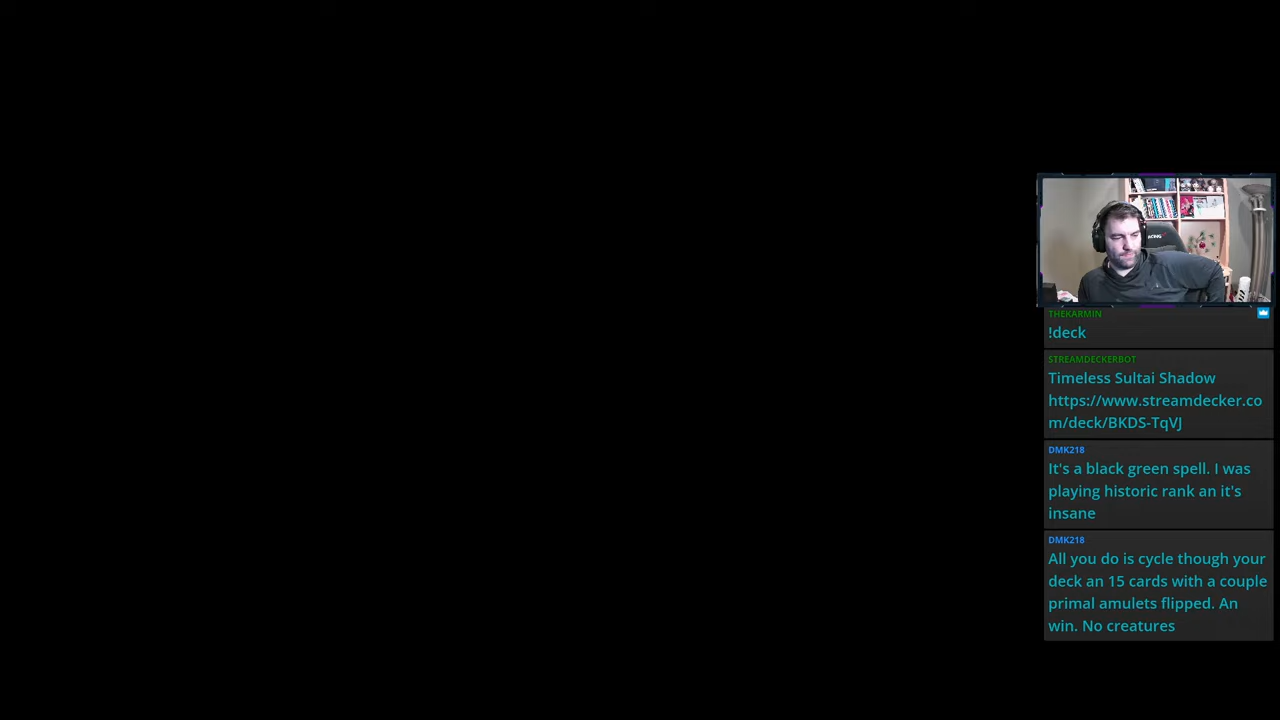 THEKARMIN
!deck
STREAMDECKERBOT
Timeless Sultai Shadow
https://www.streamdecker.co
m/deck/BKDS-TqVJ
DMK218
It's a black green spell. I was
playing historic rank an it's
insane
DMK218
All you do is cycle though your
deck an 15 cards with a couple
primal amulets flipped. An
win. No creatures